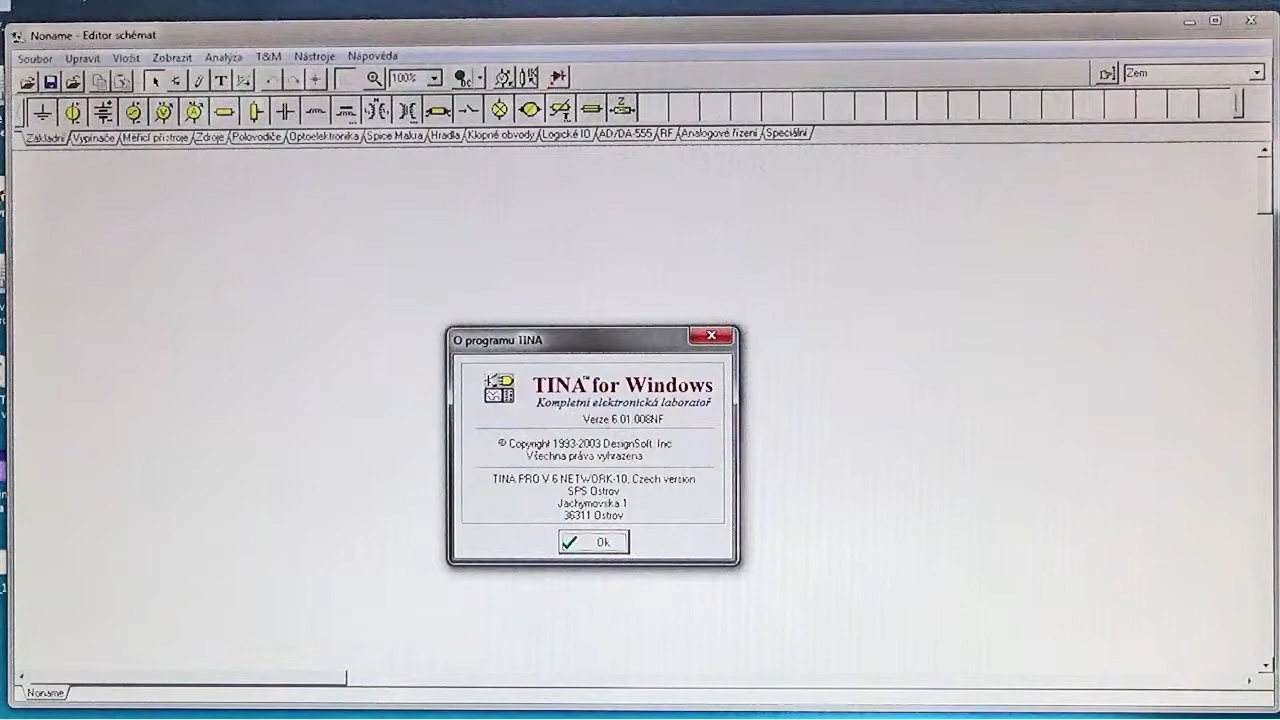 Noname - Editor schémat
Soubor Upravit Vložit Zobrazit Analýza T&M Nástroje Nápověda
T 100% DC Zem
Základní Vypínače Měřicí přístroje Zdroje Polovodiče Optoelektronika Spice Makra Hradla Klopné obvody Logické IO AD/DA-555 RF Analogové řízení Speciální
O programu TINA
TINA™ for Windows
Kompletní elektronická laboratoř
Verze 6.01.008NF
© Copyright 1993-2003 DesignSoft, Inc
Všechna práva vyhrazena
TINA PRO V 6 NETWORK-10, Czech version
SPS Ostrov
Jachymovska 1
36311 Ostrov
Ok
Noname